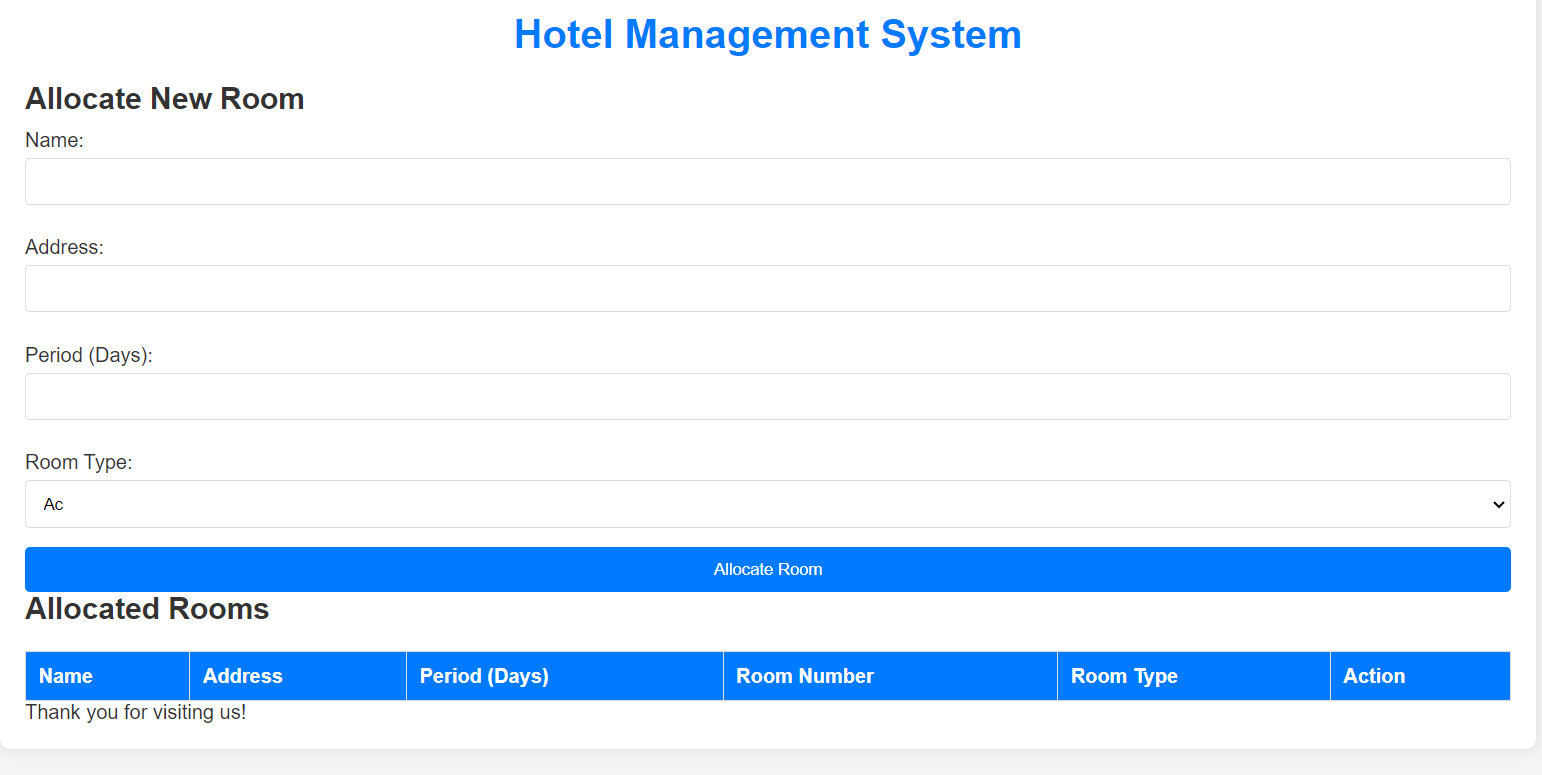 Hotel Management System
Allocate New Room
Name:
Address:
Period (Days):
Room Type:
Ac
Allocate Room
Allocated Rooms
Name Address Period (Days) Room Number Room Type Action
Thank you for visiting us!